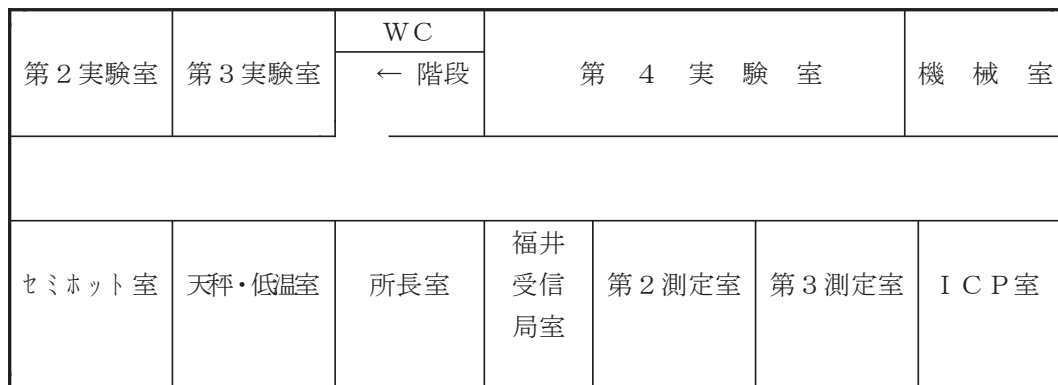 第２実験室
第３実験室
ＷＣ
← 階段
第４実験室
機械室
ｾミホット室
天秤・低温室
所長室
福井
受信
局室
第２測定室
第３測定室
ＩＣＰ室